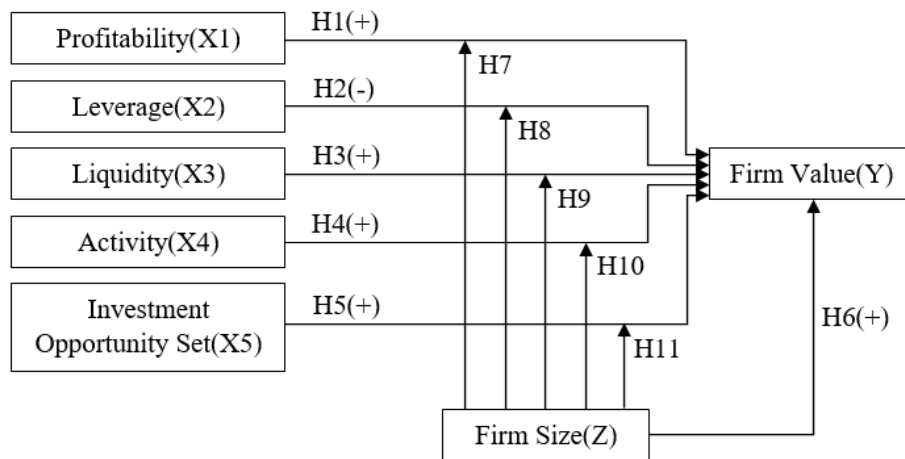 Profitability(X1)
H1(+)
H7
Leverage(X2)
H2(-)
H8
Liquidity(X3)
H3(+)
H9
Firm Value(Y)
Activity(X4)
H4(+)
H10
Investment
Opportunity Set(X5)
H5(+)
H11
H6(+)
Firm Size(Z)